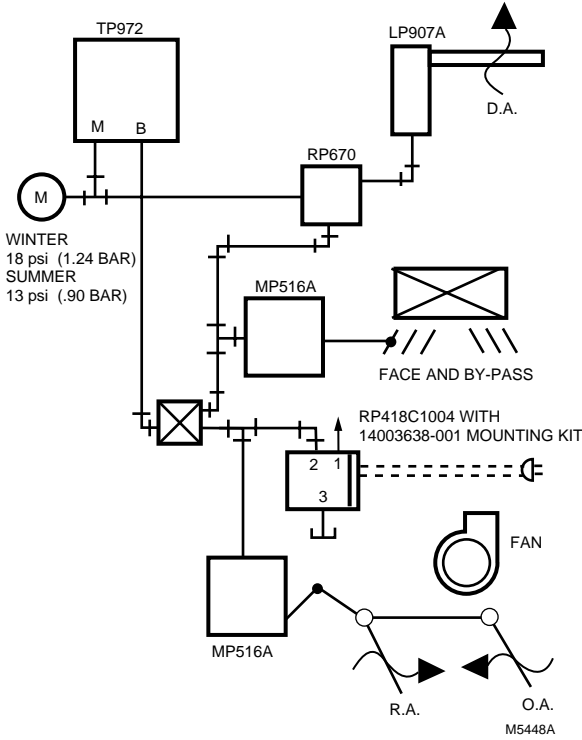 TP972
LP907A
D.A.
M B
RP670
M
WINTER
18 psi (1.24 BAR)
SUMMER
13 psi (.90 BAR)
MP516A
FACE AND BY-PASS
RP418C1004 WITH
14003638-001 MOUNTING KIT
2 1
3
FAN
MP516A
R.A.
O.A.
M5448A